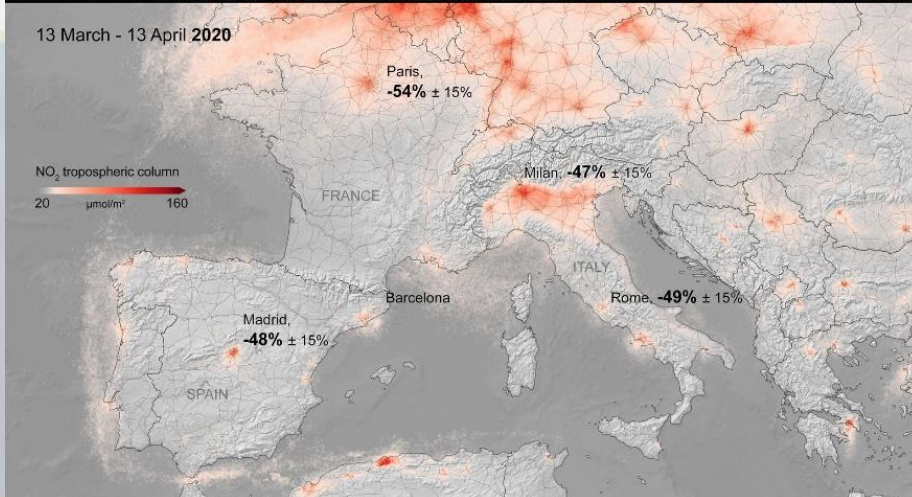 13 March - 13 April 2020
Paris,
-54% ± 15%
NO₂ tropospheric column
20 µmol/m² 160
FRANCE
Milan, -47% ± 15%
ITALY
Barcelona
Rome, -49% ± 15%
Madrid,
-48% ± 15%
SPAIN